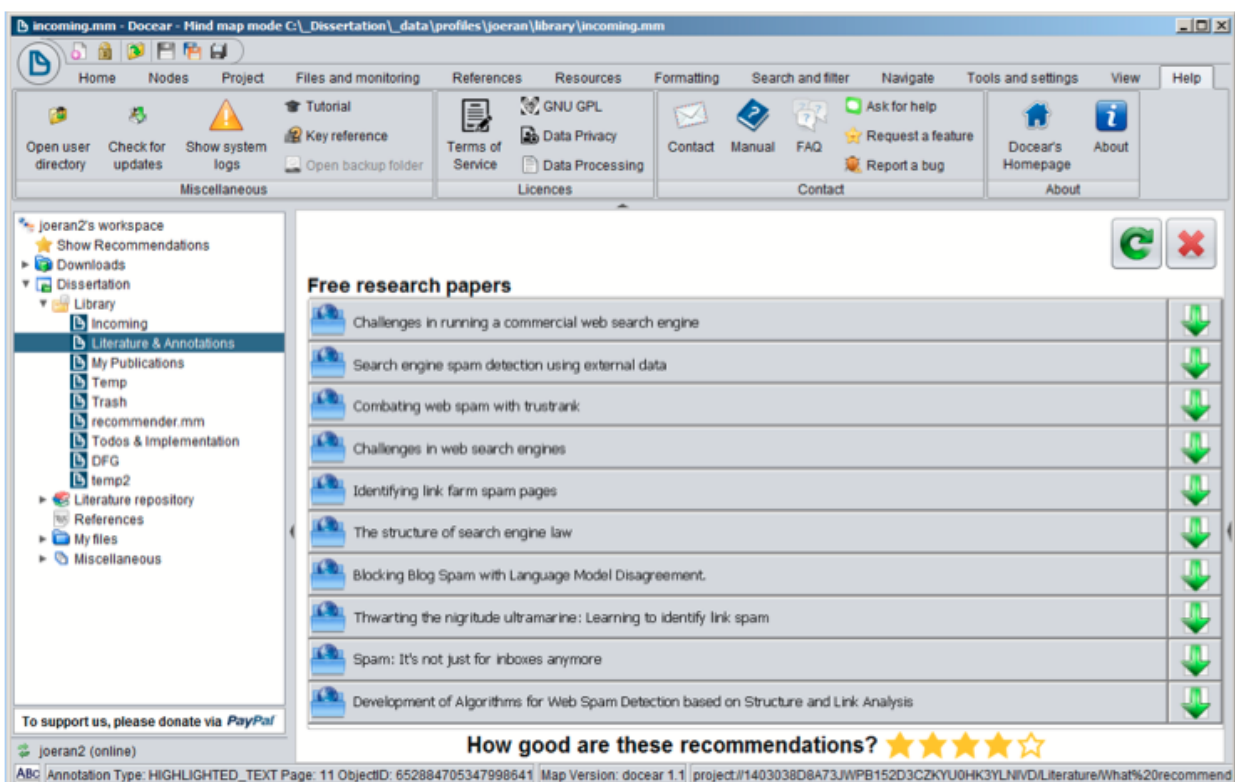 incoming.mm - Docear - Mind map mode C:\_Dissertation\_data\profiles\joeran\library\incoming.mm
Home Nodes Project Files and monitoring References Resources Formatting Search and filter Navigate Tools and settings View Help
Open user directory
Check for updates
Show system logs
Tutorial
Key reference
Open backup folder
Miscellaneous
Terms of Service
GNU GPL
Data Privacy
Data Processing
Licences
Contact
Manual
FAQ
Ask for help
Request a feature
Report a bug
Contact
Docear's Homepage
About
About
joeran2's workspace
Show Recommendations
Downloads
Dissertation
Library
Incoming
Literature & Annotations
My Publications
Temp
Trash
recommender.mm
Todos & Implementation
DFG
temp2
Literature repository
References
My files
Miscellaneous
To support us, please donate via PayPal
joeran2 (online)
Free research papers
Challenges in running a commercial web search engine
Search engine spam detection using external data
Combating web spam with trustrank
Challenges in web search engines
Identifying link farm spam pages
The structure of search engine law
Blocking Blog Spam with Language Model Disagreement.
Thwarting the nigritude ultramarine: Learning to identify link spam
Spam: It's not just for inboxes anymore
Development of Algorithms for Web Spam Detection based on Structure and Link Analysis
How good are these recommendations?
ABC Annotation Type: HIGHLIGHTED_TEXT Page: 11 ObjectID: 652884705347998641 Map Version: docear 1.1 project://1403038D8A73JWPB152D3CZKYU0HK3YLNIVD/Literature/What%20recommend